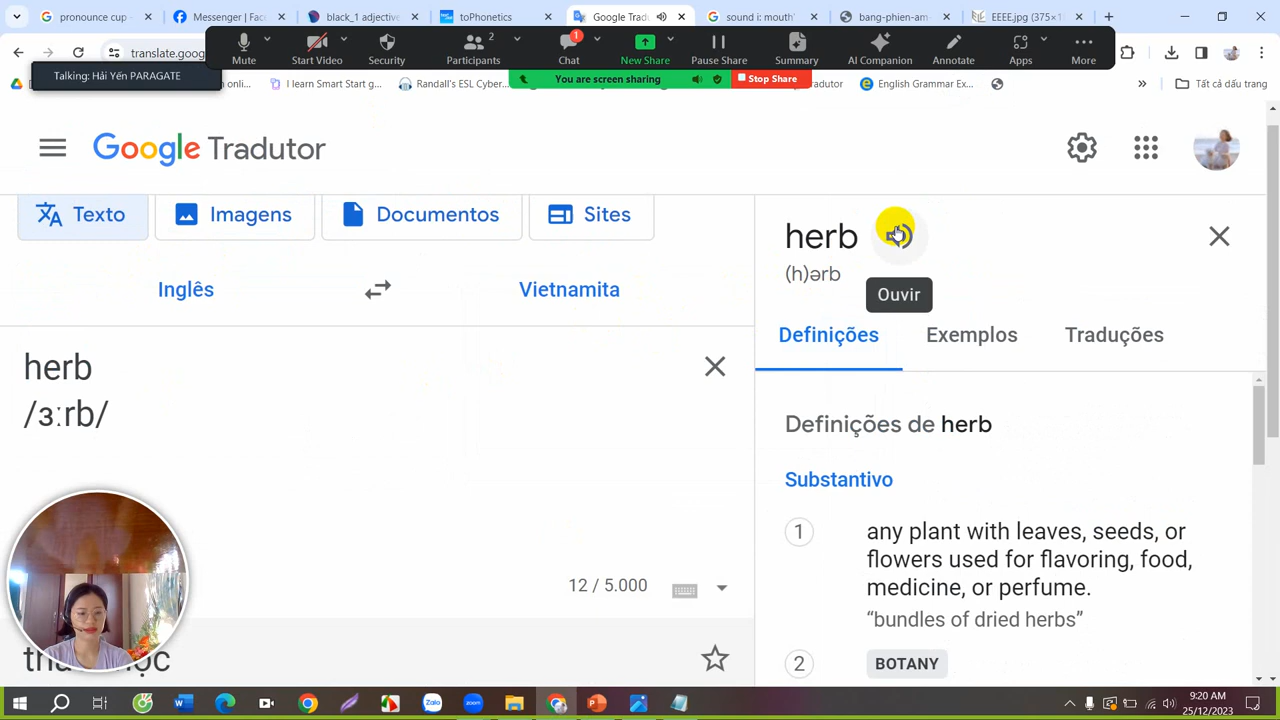 pronounce cup -
Messenger | Fac
black_1 adjective
toPhonetics
Google Tradu
sound i: mouth'
bang-phien-am-
EEEE.jpg (375×1
translate.goog
Mute
Start Video
Security
Participants
2
Chat
1
New Share
Pause Share
Summary
AI Companion
Annotate
Apps
More
Talking: Hải Yến PARAGATE
You are screen sharing
Stop Share
onlin...
I learn Smart Start g...
Randall's ESL Cyber...
radutor
English Grammar Ex...
Tất cả dấu trang
Google Tradutor
Texto
Imagens
Documentos
Sites
Inglês
Vietnamita
herb
/ɜːrb/
12 / 5.000
herb
(h)ərb
Ouvir
Definições
Exemplos
Traduções
Definições de herb
Substantivo
1
any plant with leaves, seeds, or
flowers used for flavoring, food,
medicine, or perfume.
“bundles of dried herbs”
2
BOTANY
9:20 AM
25/12/2023